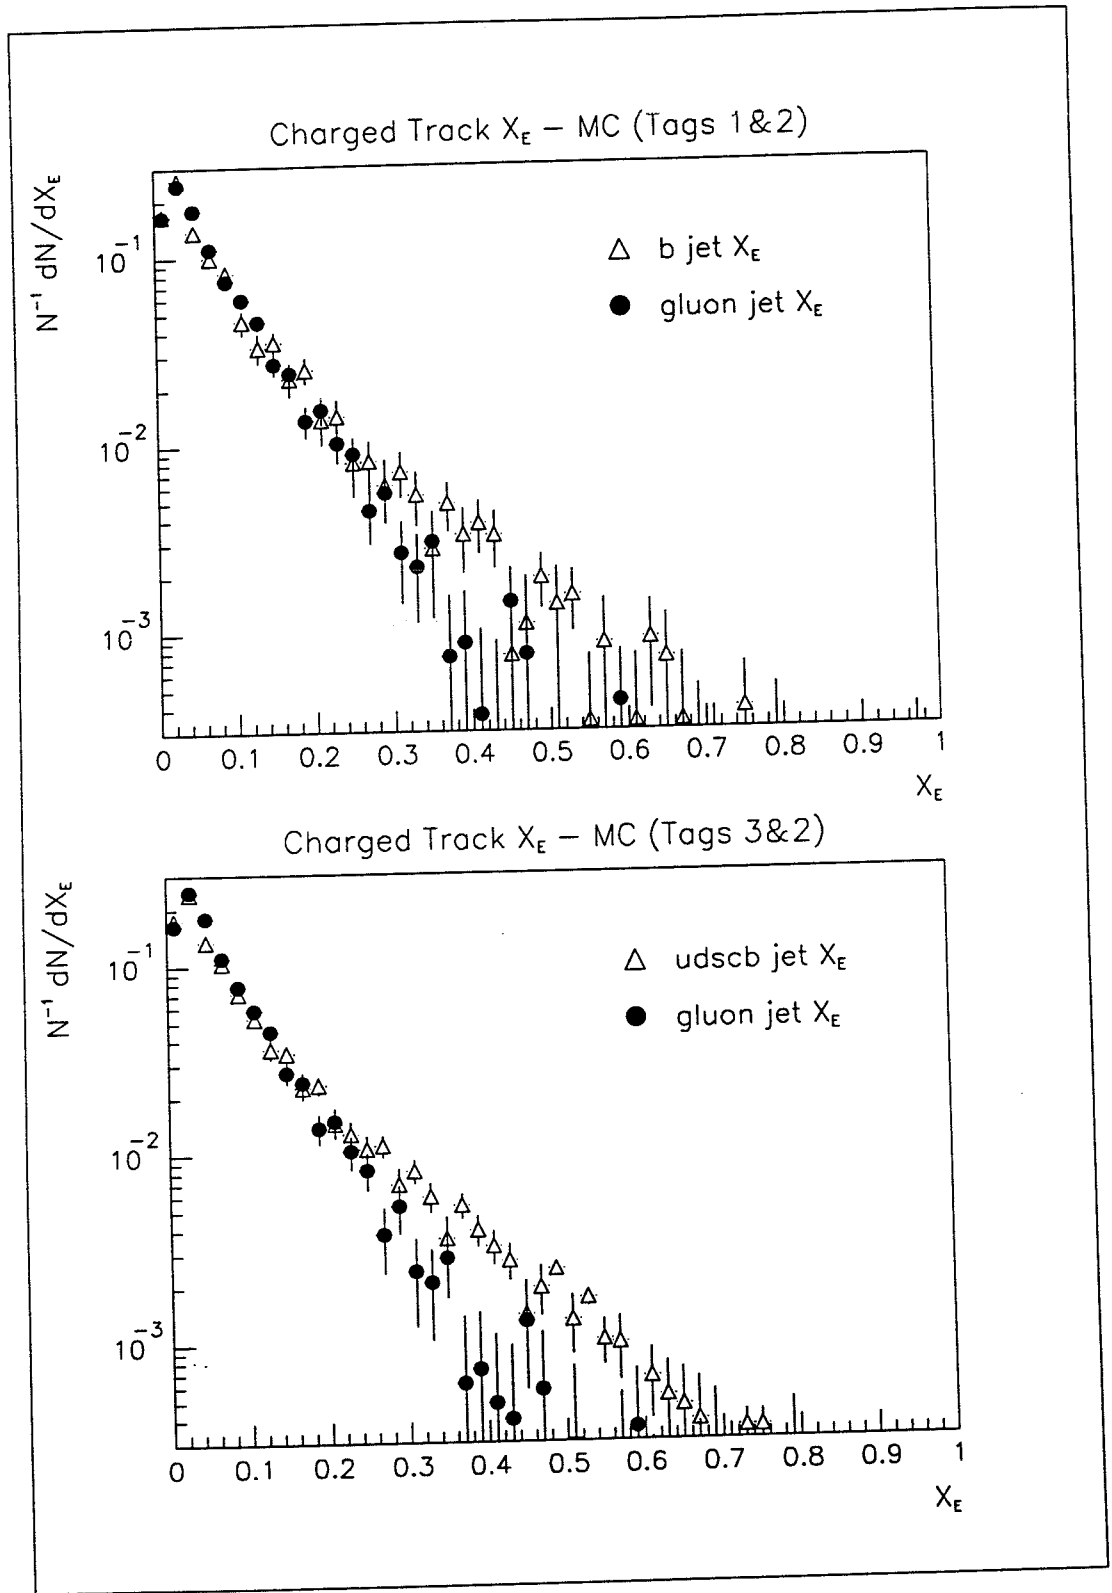 Charged Track X_E – MC (Tags 1&2)
N⁻¹ dN/dX_E
△ b jet X_E
● gluon jet X_E
10⁻¹
10⁻²
10⁻³
0 0.1 0.2 0.3 0.4 0.5 0.6 0.7 0.8 0.9 1
X_E
Charged Track X_E – MC (Tags 3&2)
N⁻¹ dN/dX_E
△ udscb jet X_E
● gluon jet X_E
10⁻¹
10⁻²
10⁻³
0 0.1 0.2 0.3 0.4 0.5 0.6 0.7 0.8 0.9 1
X_E